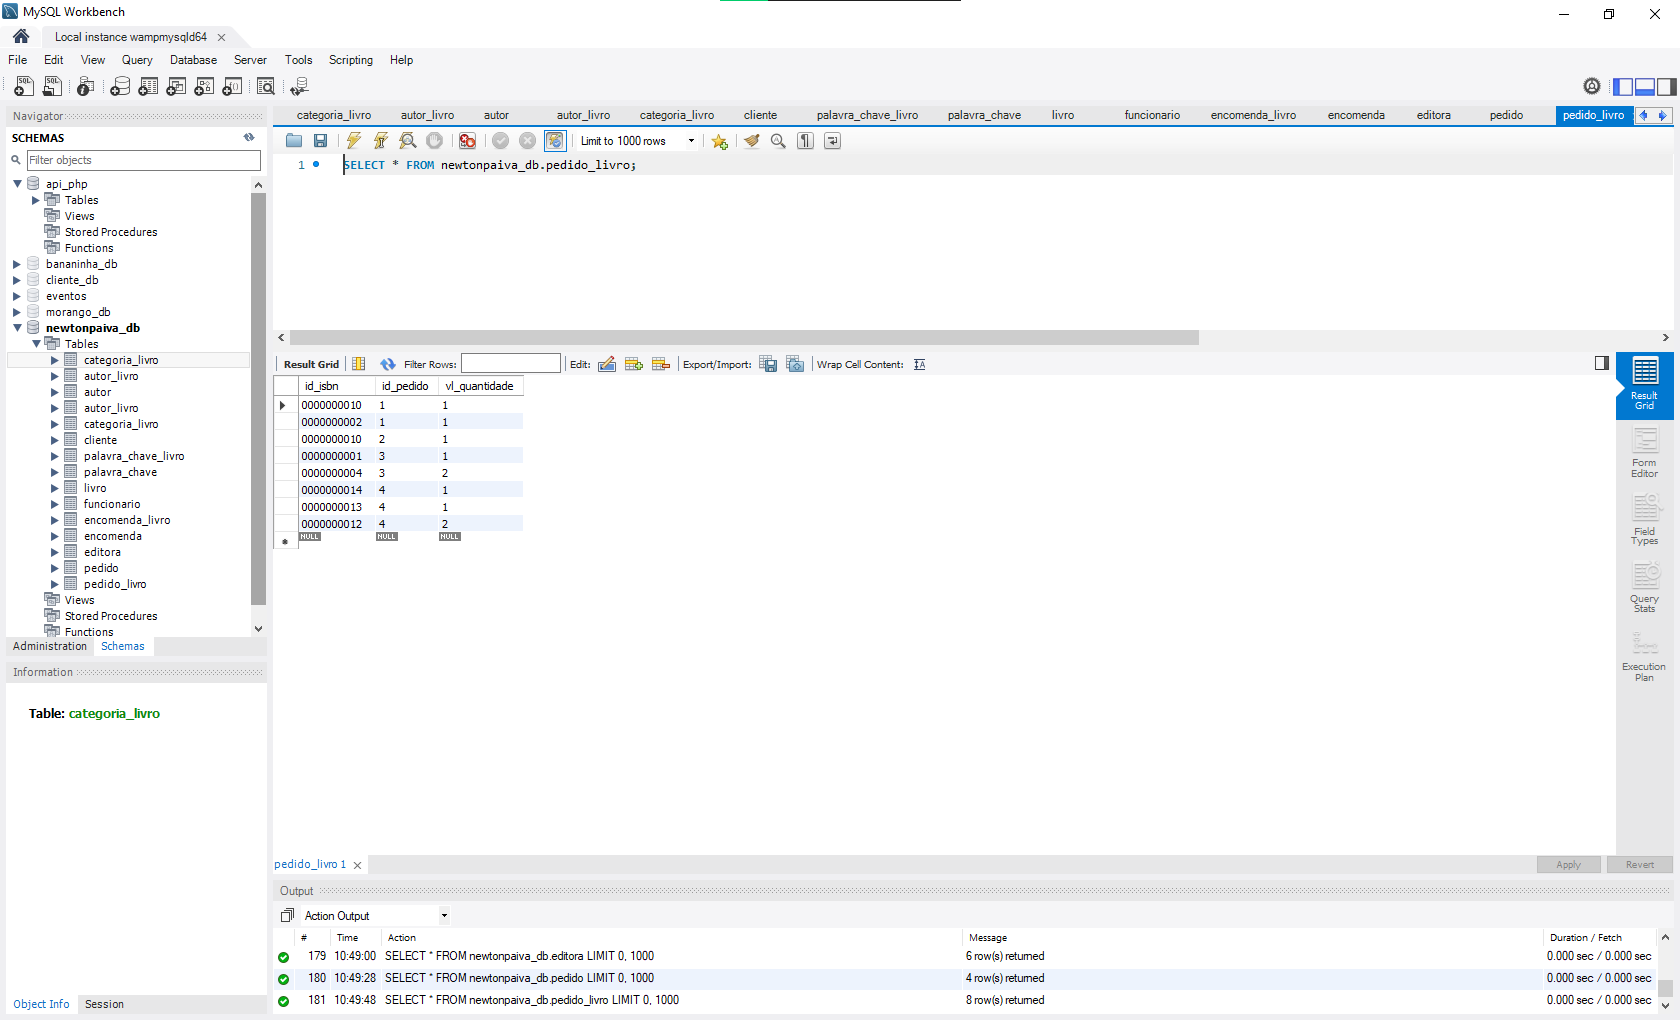 MySQL Workbench
Local instance wampmysqld64
File Edit View Query Database Server Tools Scripting Help
Navigator
SCHEMAS
Filter objects
api_php
Tables
Views
Stored Procedures
Functions
bananinha_db
cliente_db
eventos
morango_db
newtonpaiva_db
Tables
categoria_livro
autor_livro
autor
autor_livro
categoria_livro
cliente
palavra_chave_livro
palavra_chave
livro
funcionario
encomenda_livro
encomenda
editora
pedido
pedido_livro
Views
Stored Procedures
Functions
Administration Schemas
Information
Table: categoria_livro
Object Info Session
categoria_livro autor_livro autor autor_livro categoria_livro cliente palavra_chave_livro palavra_chave livro funcionario encomenda_livro encomenda editora pedido pedido_livro
Limit to 1000 rows
1 SELECT * FROM newtonpaiva_db.pedido_livro;
Result Grid Filter Rows: Edit: Export/Import: Wrap Cell Content:
id_isbn id_pedido vl_quantidade
0000000010 1 1
0000000002 1 1
0000000010 2 1
0000000001 3 1
0000000004 3 2
0000000014 4 1
0000000013 4 1
0000000012 4 2
NULL NULL NULL
Result
Grid
Form
Editor
Field
Types
Query
Stats
Execution
Plan
pedido_livro 1
Apply Revert
Output
Action Output
# Time Action Message Duration / Fetch
179 10:49:00 SELECT * FROM newtonpaiva_db.editora LIMIT 0, 1000 6 row(s) returned 0.000 sec / 0.000 sec
180 10:49:28 SELECT * FROM newtonpaiva_db.pedido LIMIT 0, 1000 4 row(s) returned 0.000 sec / 0.000 sec
181 10:49:48 SELECT * FROM newtonpaiva_db.pedido_livro LIMIT 0, 1000 8 row(s) returned 0.000 sec / 0.000 sec